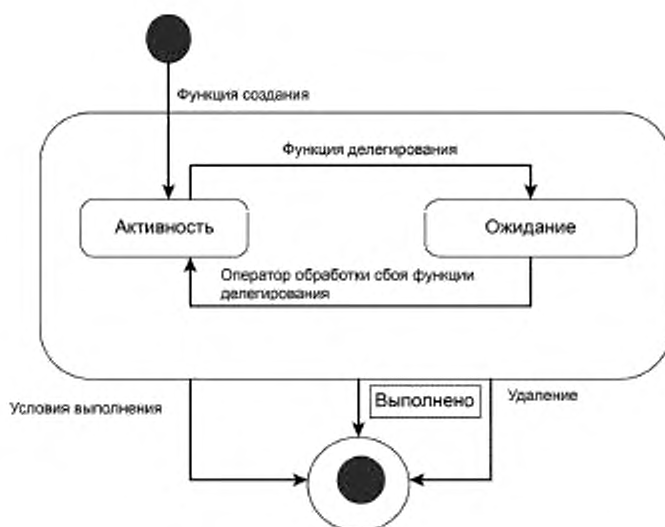 Функция создания
Функция делегирования
Активность
Ожидание
Оператор обработки сбоя функции
делегирования
Условия выполнения
Выполнено
Удаление